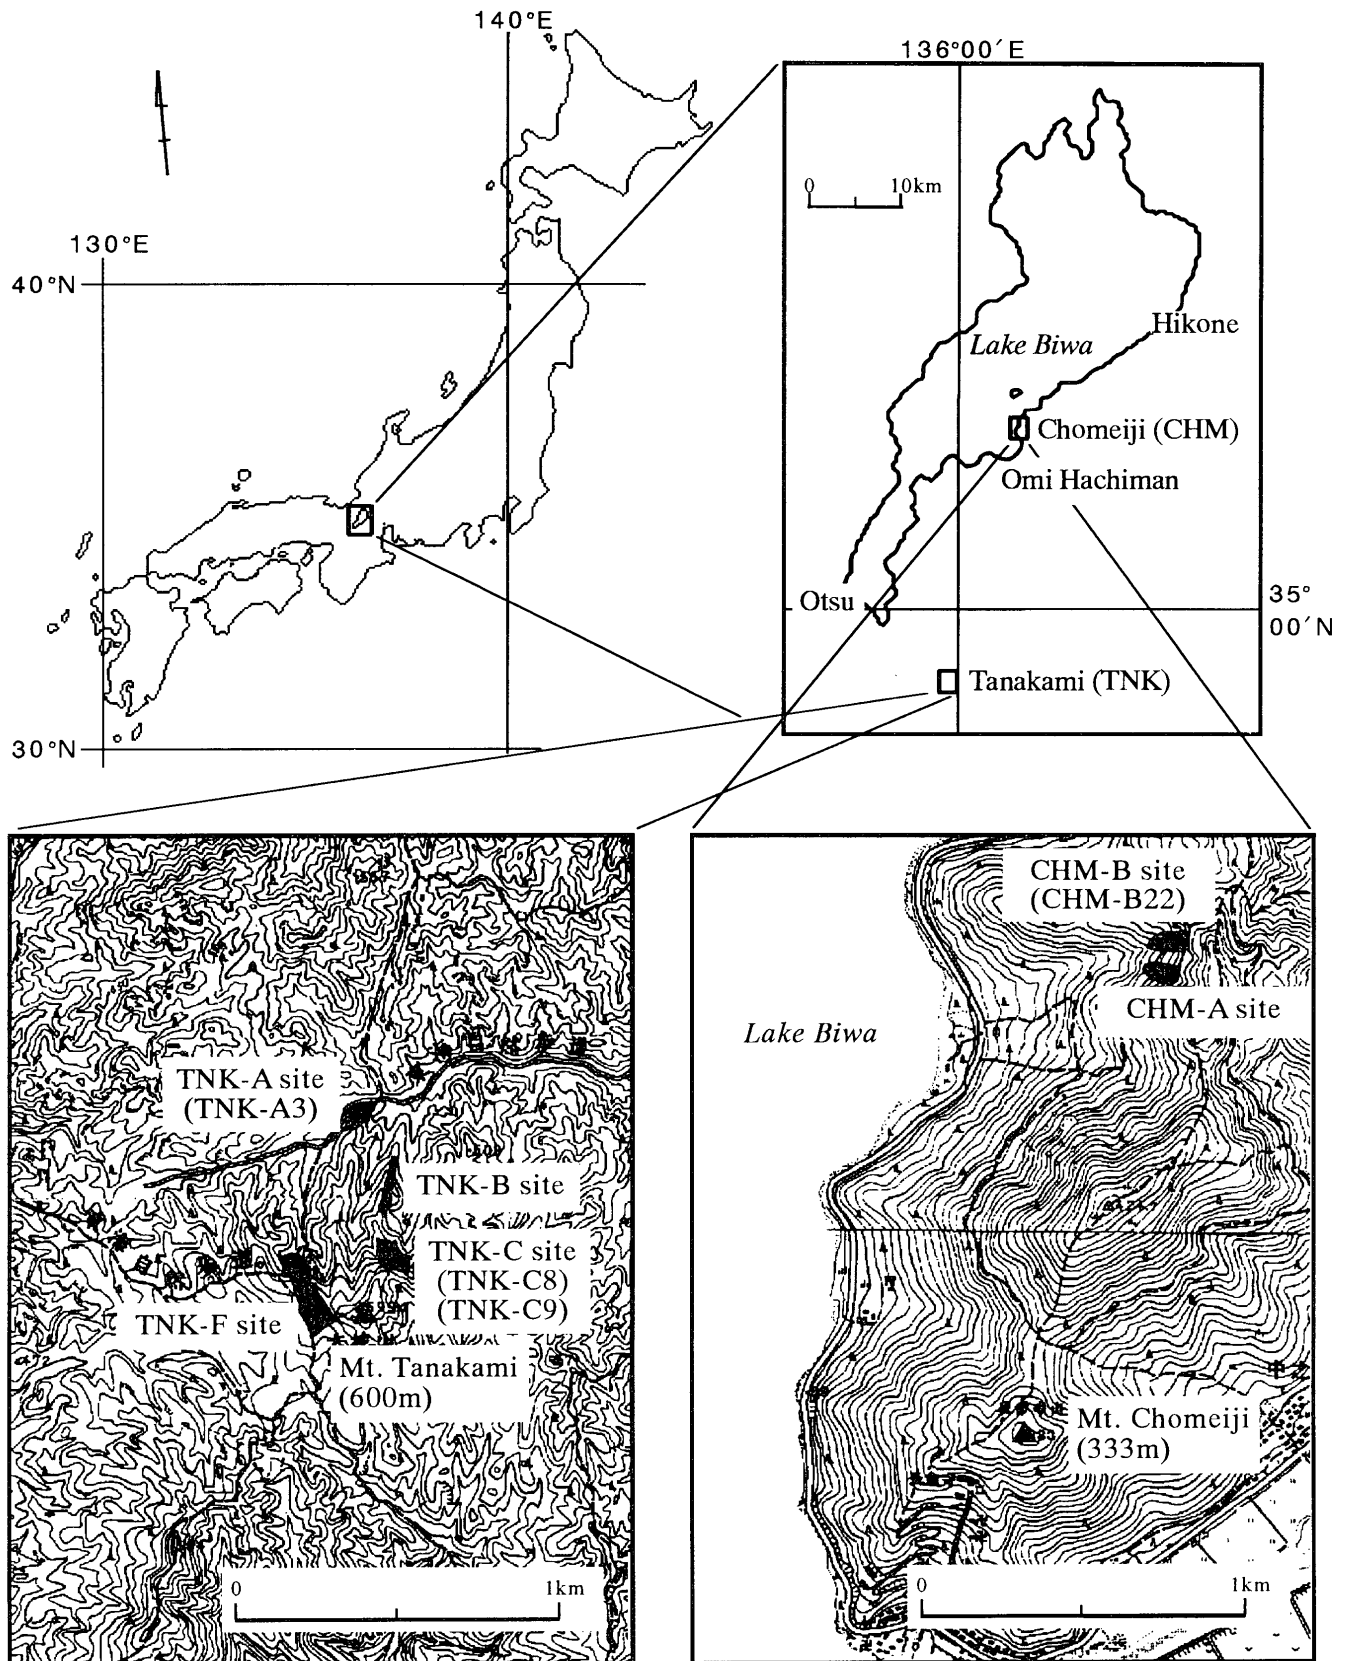 140°E
130°E
40°N
30°N
136°00′E
0 10km
Hikone
Lake Biwa
Chomeiji (CHM)
Omi Hachiman
Otsu
35°
00′N
Tanakami (TNK)
TNK-A site
(TNK-A3)
TNK-B site
TNK-C site
(TNK-C8)
(TNK-C9)
TNK-F site
Mt. Tanakami
(600m)
0 1km
CHM-B site
(CHM-B22)
CHM-A site
Lake Biwa
Mt. Chomeiji
(333m)
0 1km